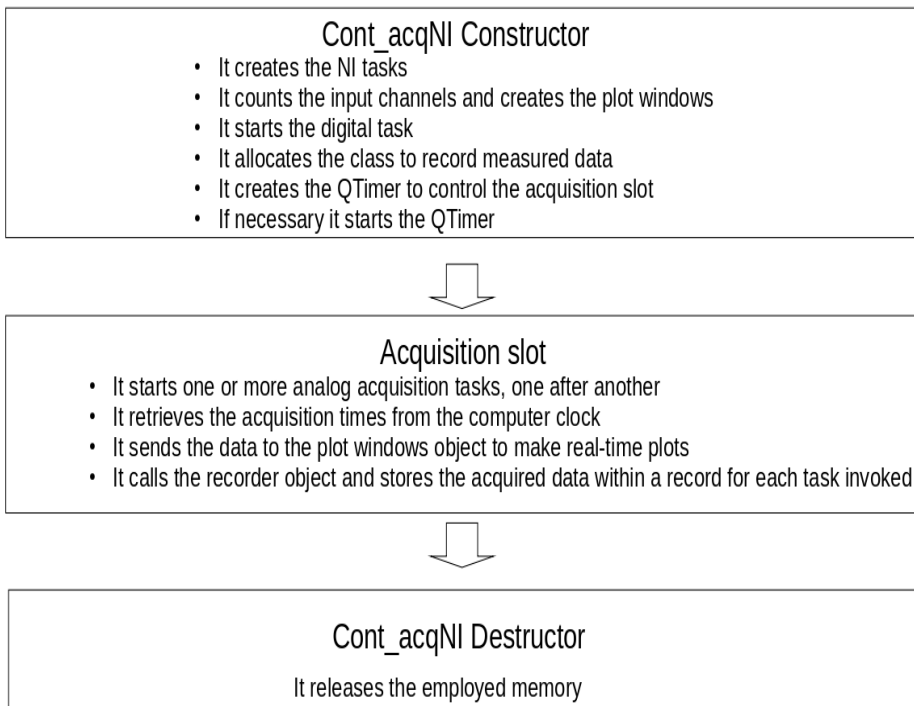 Cont_acqNI Constructor
• It creates the NI tasks
• It counts the input channels and creates the plot windows
• It starts the digital task
• It allocates the class to record measured data
• It creates the QTimer to control the acquisition slot
• If necessary it starts the QTimer
Acquisition slot
• It starts one or more analog acquisition tasks, one after another
• It retrieves the acquisition times from the computer clock
• It sends the data to the plot windows object to make real-time plots
• It calls the recorder object and stores the acquired data within a record for each task invoked
Cont_acqNI Destructor
It releases the employed memory